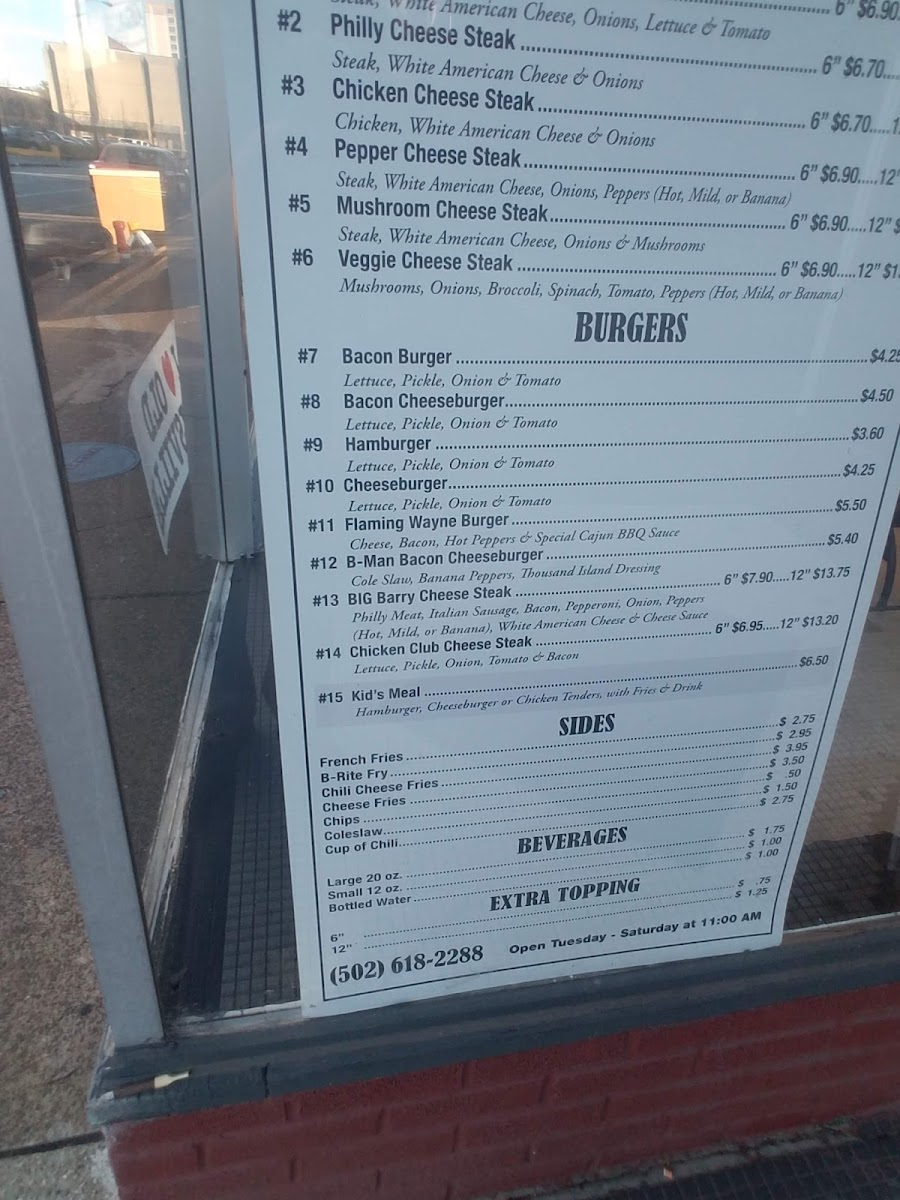 White American Cheese, Onions, Lettuce & Tomato
6" $6.90
#2 Philly Cheese Steak 6" $6.70
Steak, White American Cheese & Onions
#3 Chicken Cheese Steak 6" $6.70
Chicken, White American Cheese & Onions
#4 Pepper Cheese Steak 6" $6.90 12"
Steak, White American Cheese, Onions, Peppers (Hot, Mild, or Banana)
#5 Mushroom Cheese Steak 6" $6.90 12"
Steak, White American Cheese, Onions & Mushrooms
#6 Veggie Cheese Steak 6" $6.90 12"
Mushrooms, Onions, Broccoli, Spinach, Tomato, Peppers (Hot, Mild, or Banana)
BURGERS
#7 Bacon Burger $4.25
Lettuce, Pickle, Onion & Tomato
#8 Bacon Cheeseburger $4.50
Lettuce, Pickle, Onion & Tomato
#9 Hamburger $3.60
Lettuce, Pickle, Onion & Tomato
#10 Cheeseburger $4.25
Lettuce, Pickle, Onion & Tomato
#11 Flaming Wayne Burger $5.50
Cheese, Bacon, Hot Peppers & Special Cajun BBQ Sauce
#12 B-Man Bacon Cheeseburger $5.40
Cole Slaw, Banana Peppers, Thousand Island Dressing
#13 BIG Barry Cheese Steak 6" $7.90 12" $13.75
Philly Meat, Italian Sausage, Bacon, Pepperoni, Onion, Peppers
(Hot, Mild, or Banana), White American Cheese & Cheese Sauce
#14 Chicken Club Cheese Steak 6" $6.95 12" $13.20
Lettuce, Pickle, Onion, Tomato & Bacon
#15 Kid's Meal $6.50
Hamburger, Cheeseburger or Chicken Tenders, with Fries & Drink
SIDES
French Fries $ 2.75
B-Rite Fry $ 2.95
Chili Cheese Fries $ 3.95
Cheese Fries $ 3.50
Chips $ .50
Coleslaw $ 1.50
Cup of Chili $ 2.75
BEVERAGES
Large 20 oz. $ 1.75
Small 12 oz. $ 1.00
Bottled Water $ 1.00
EXTRA TOPPING
6" $ .75
12" $ 1.25
(502) 618-2288 Open Tuesday - Saturday at 11:00 AM
I
OLD